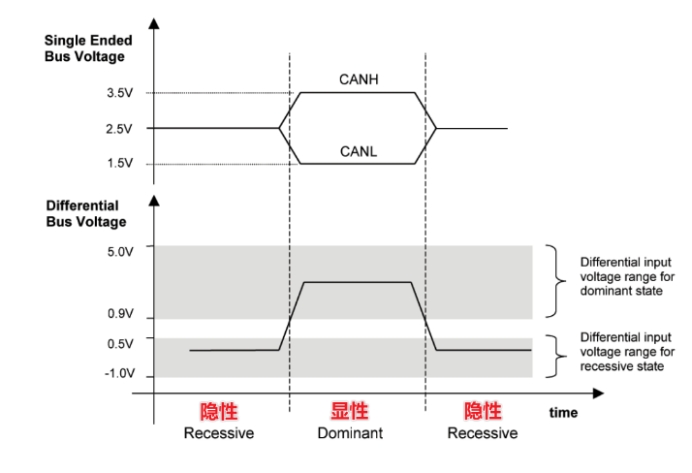 Single Ended
Bus Voltage
CANH
3.5V
2.5V
CANL
1.5V
Differential
Bus Voltage
5.0V
Differential input
voltage range for
dominant state
0.9V
0.5V
Differential input
voltage range for
recessive state
-1.0V
隐性 显性 隐性 time
Recessive Dominant Recessive